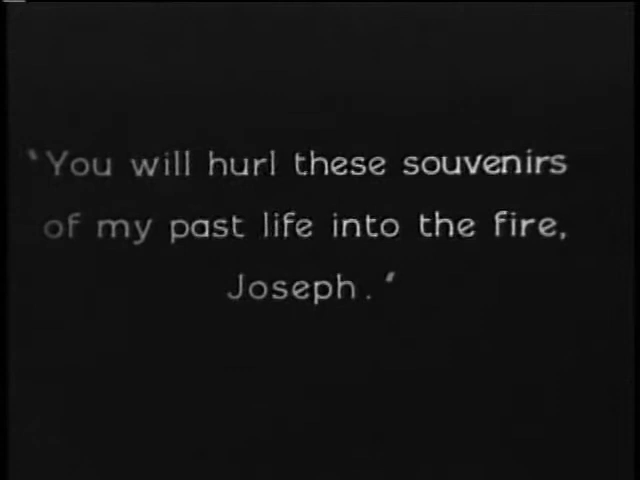 ‛You will hurl these souvenirs
of my past life into the fire,
Joseph.‛